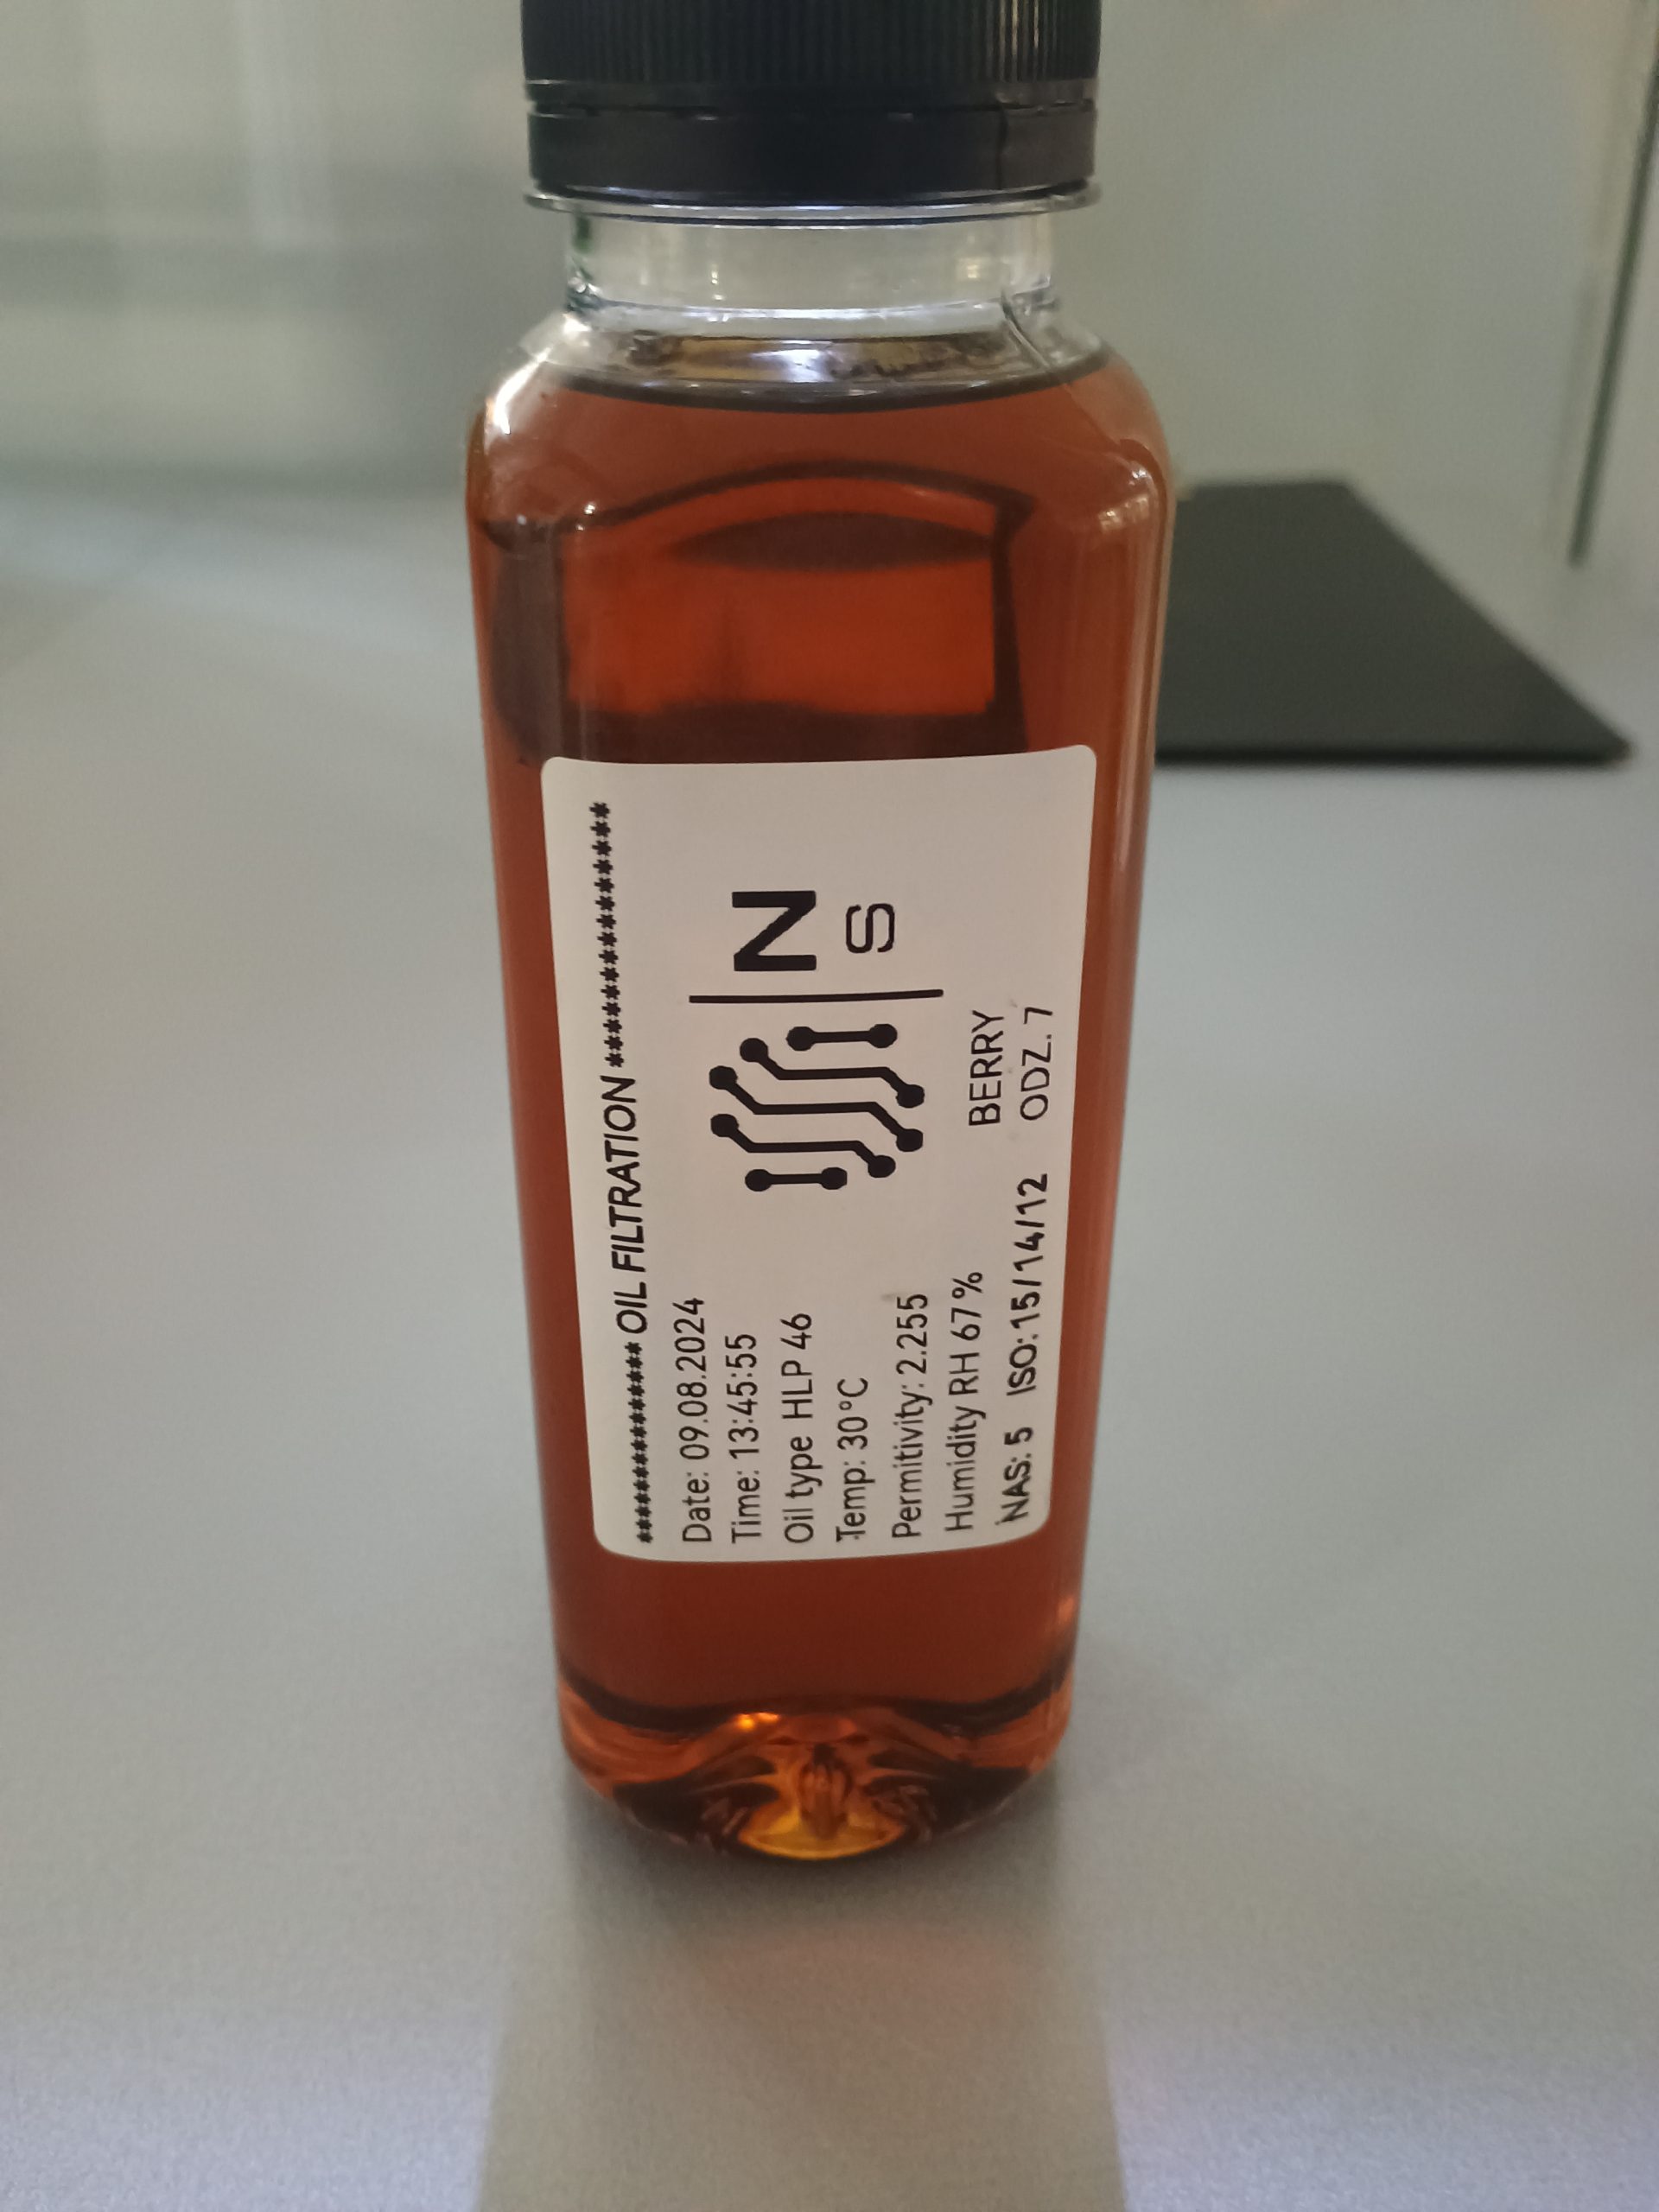 ************* OIL FILTRATION *****************
Date: 09.08.2024
Time: 13:45:55
Oil type HLP 46
Temp: 30°C
Permitivity: 2.255
Humidity RH 67%
NAS: 5 ISO:15/14/12
N
S
BERRY
ODZ. 7